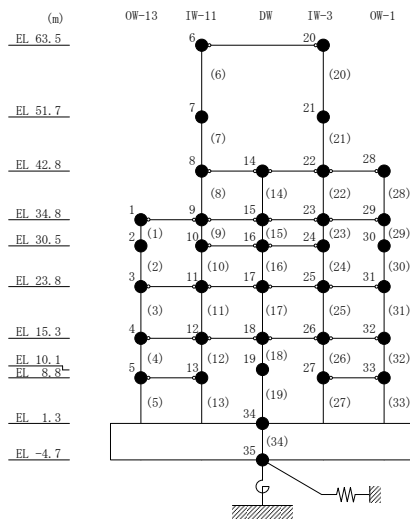 (m) OW-13 IW-11 DW IW-3 OW-1
EL 63.5 6 20
(6) (20)
EL 51.7 7 21
(7) (21)
EL 42.8 8 14 22 28
(8) (14) (22) (28)
EL 34.8 1 9 15 23 29
(1) (9) (15) (23) (29)
EL 30.5 2 10 16 24 30
(2) (10) (16) (24) (30)
EL 23.8 3 11 17 25 31
(3) (11) (17) (25) (31)
EL 15.3 4 12 18 26 32
(4) (12) (18) (26) (32)
EL 10.1 19
EL 8.8 5 13 27 33
(5) (13) (19) (27) (33)
EL 1.3 34
(34)
EL -4.7 35